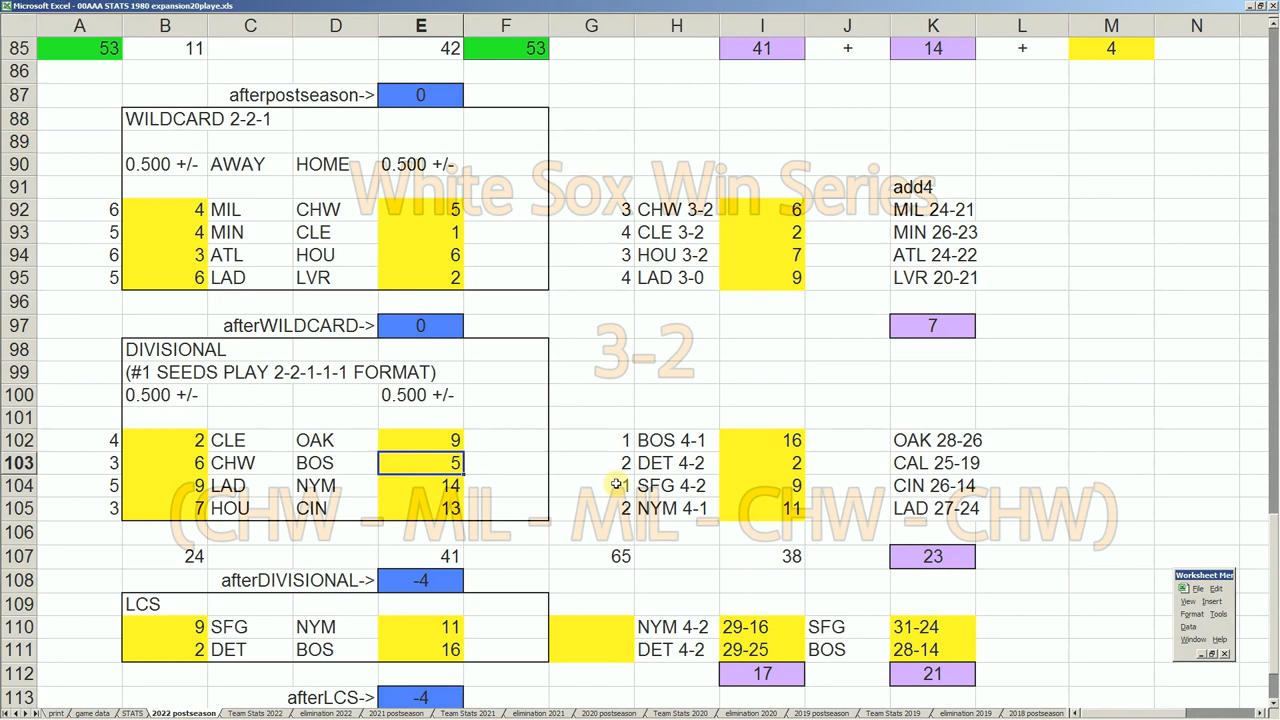 Microsoft Excel - 00AAA STATS 1980 expansion20playe.xls
A B C D E F G H I J K L M N
85 53 11 42 53 41 + 14 + 4
86
87 afterpostseason-> 0
88 WILDCARD 2-2-1
89
90 0.500 +/- AWAY HOME 0.500 +/-
White Sox Win Series
91 add4
92 6 4 MIL CHW 5 3 CHW 3-2 6 MIL 24-21
93 5 4 MIN CLE 1 4 CLE 3-2 2 MIN 26-23
94 6 3 ATL HOU 6 3 HOU 3-2 7 ATL 24-22
95 5 6 LAD LVR 2 4 LAD 3-0 9 LVR 20-21
96
97 afterWILDCARD-> 0 7
98 DIVISIONAL
3-2
99 (#1 SEEDS PLAY 2-2-1-1-1 FORMAT)
100 0.500 +/- 0.500 +/-
101
102 4 2 CLE OAK 9 1 BOS 4-1 16 OAK 28-26
103 3 6 CHW BOS 5 2 DET 4-2 2 CAL 25-19
104 5 9 LAD NYM 14 1 SFG 4-2 9 CIN 26-14
105 3 7 HOU CIN 13 2 NYM 4-1 11 LAD 27-24
(CHW - MIL - MIL - CHW - CHW)
106
107 24 41 65 38 23
108 afterDIVISIONAL-> -4
109 LCS
110 9 SFG NYM 11 NYM 4-2 29-16 SFG 31-24
111 2 DET BOS 16 DET 4-2 29-25 BOS 28-14
112 17 21
113 afterLCS-> -4
Worksheet Mer
File Edit
View Insert
Format Tools
Data
Window Help
print game data STATS 2022 postseason Team Stats 2022 elimination 2022 2021 postseason Team Stats 2021 elimination 2021 2020 postseason Team Stats 2020 elimination 2020 2019 postseason Team Stats 2019 elimination 2019 2018 postseason